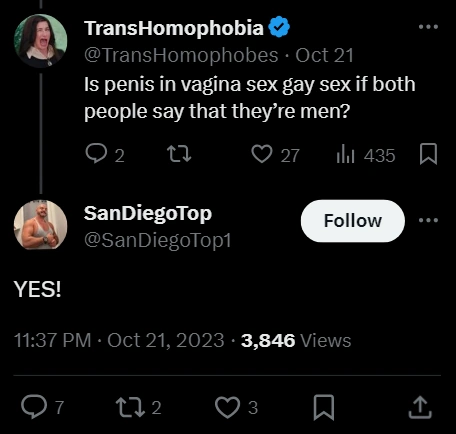 TransHomophobia
@TransHomophobes · Oct 21
Is penis in vagina sex gay sex if both
people say that they’re men?
2 27 435
SanDiegoTop
@SanDiegoTop1
Follow
YES!
11:37 PM · Oct 21, 2023 · 3,846 Views
7 2 3